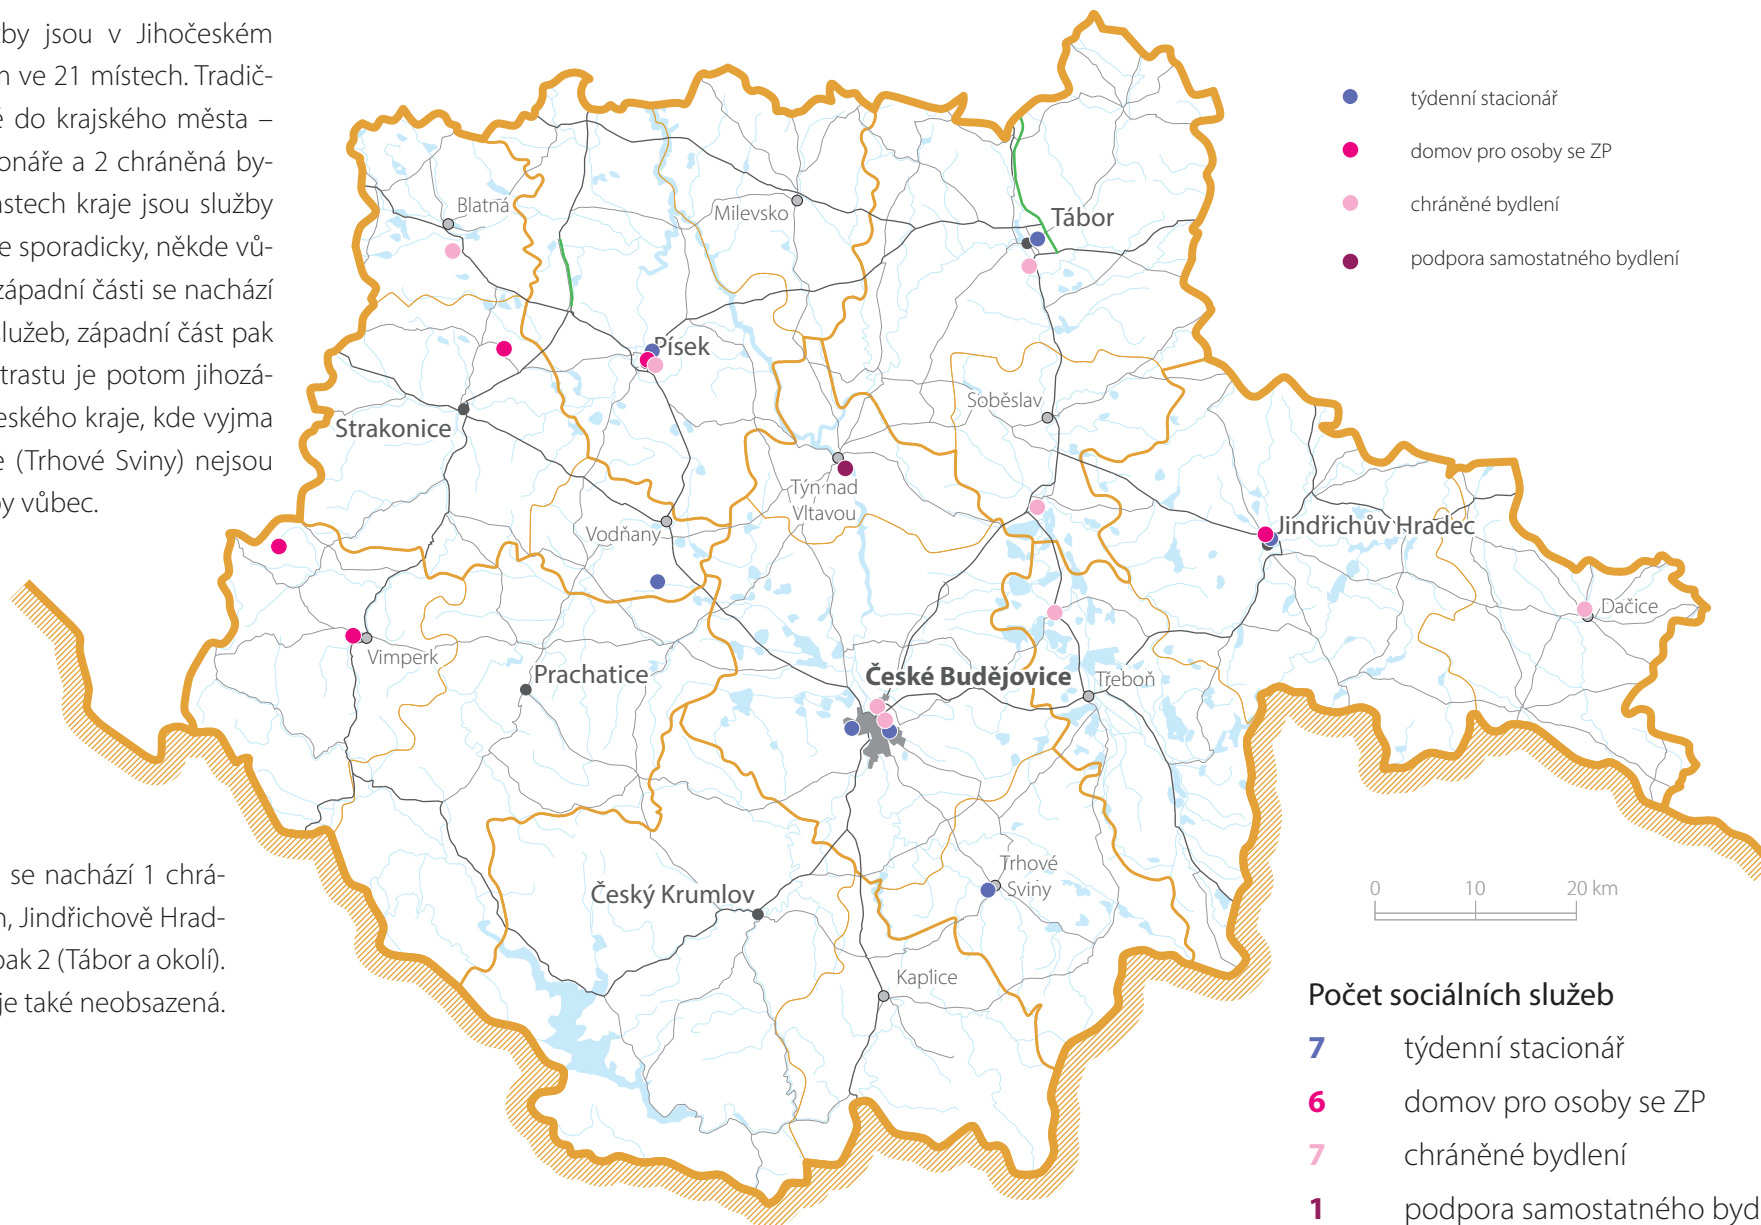 by jsou v Jihočeském
ve 21 místech. Tradič-
do krajského města –
onáře a 2 chráněná by-
astech kraje jsou služby
e sporadicky, někde vů-
západní části se nachází
služeb, západní část pak
trastu je potom jihozá-
eského kraje, kde vyjma
e (Trhové Sviny) nejsou
by vůbec.
se nachází 1 chrá-
, Jindřichově Hrad-
pak 2 (Tábor a okolí).
je také neobsazená.
týdenní stacionář
domov pro osoby se ZP
chráněné bydlení
podpora samostatného bydlení
Blatná
Milevsko
Tábor
Písek
Strakonice
Soběslav
Týn nad
Vltavou
Vodňany
Jindřichův Hradec
Dačice
Vimperk
Prachatice
České Budějovice
Třeboň
Trhové
Sviny
Český Krumlov
Kaplice
0 10 20 km
Počet sociálních služeb
7 týdenní stacionář
6 domov pro osoby se ZP
7 chráněné bydlení
1 podpora samostatného byd